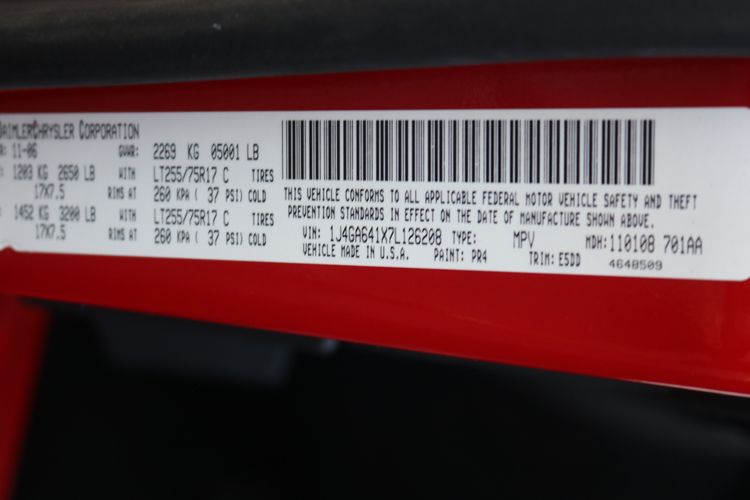 DAIMLERCHRYSLER CORPORATION
R: 11-06 GVWR: 2269 KG 05001 LB
1203 KG 2650 LB WITH LT255/75R17 C TIRES
17X7.5 RIMS AT 260 KPA ( 37 PSI) COLD
1452 KG 3200 LB WITH LT255/75R17 C TIRES
17X7.5 RIMS AT 260 KPA ( 37 PSI) COLD
THIS VEHICLE CONFORMS TO ALL APPLICABLE FEDERAL MOTOR VEHICLE SAFETY AND THEFT
PREVENTION STANDARDS IN EFFECT ON THE DATE OF MANUFACTURE SHOWN ABOVE.
VIN: 1J4GA641X7L126208 TYPE: MPV MDH:110108 701AA
VEHICLE MADE IN U.S.A. PAINT: PR4 TRIM: E5DD 4648509